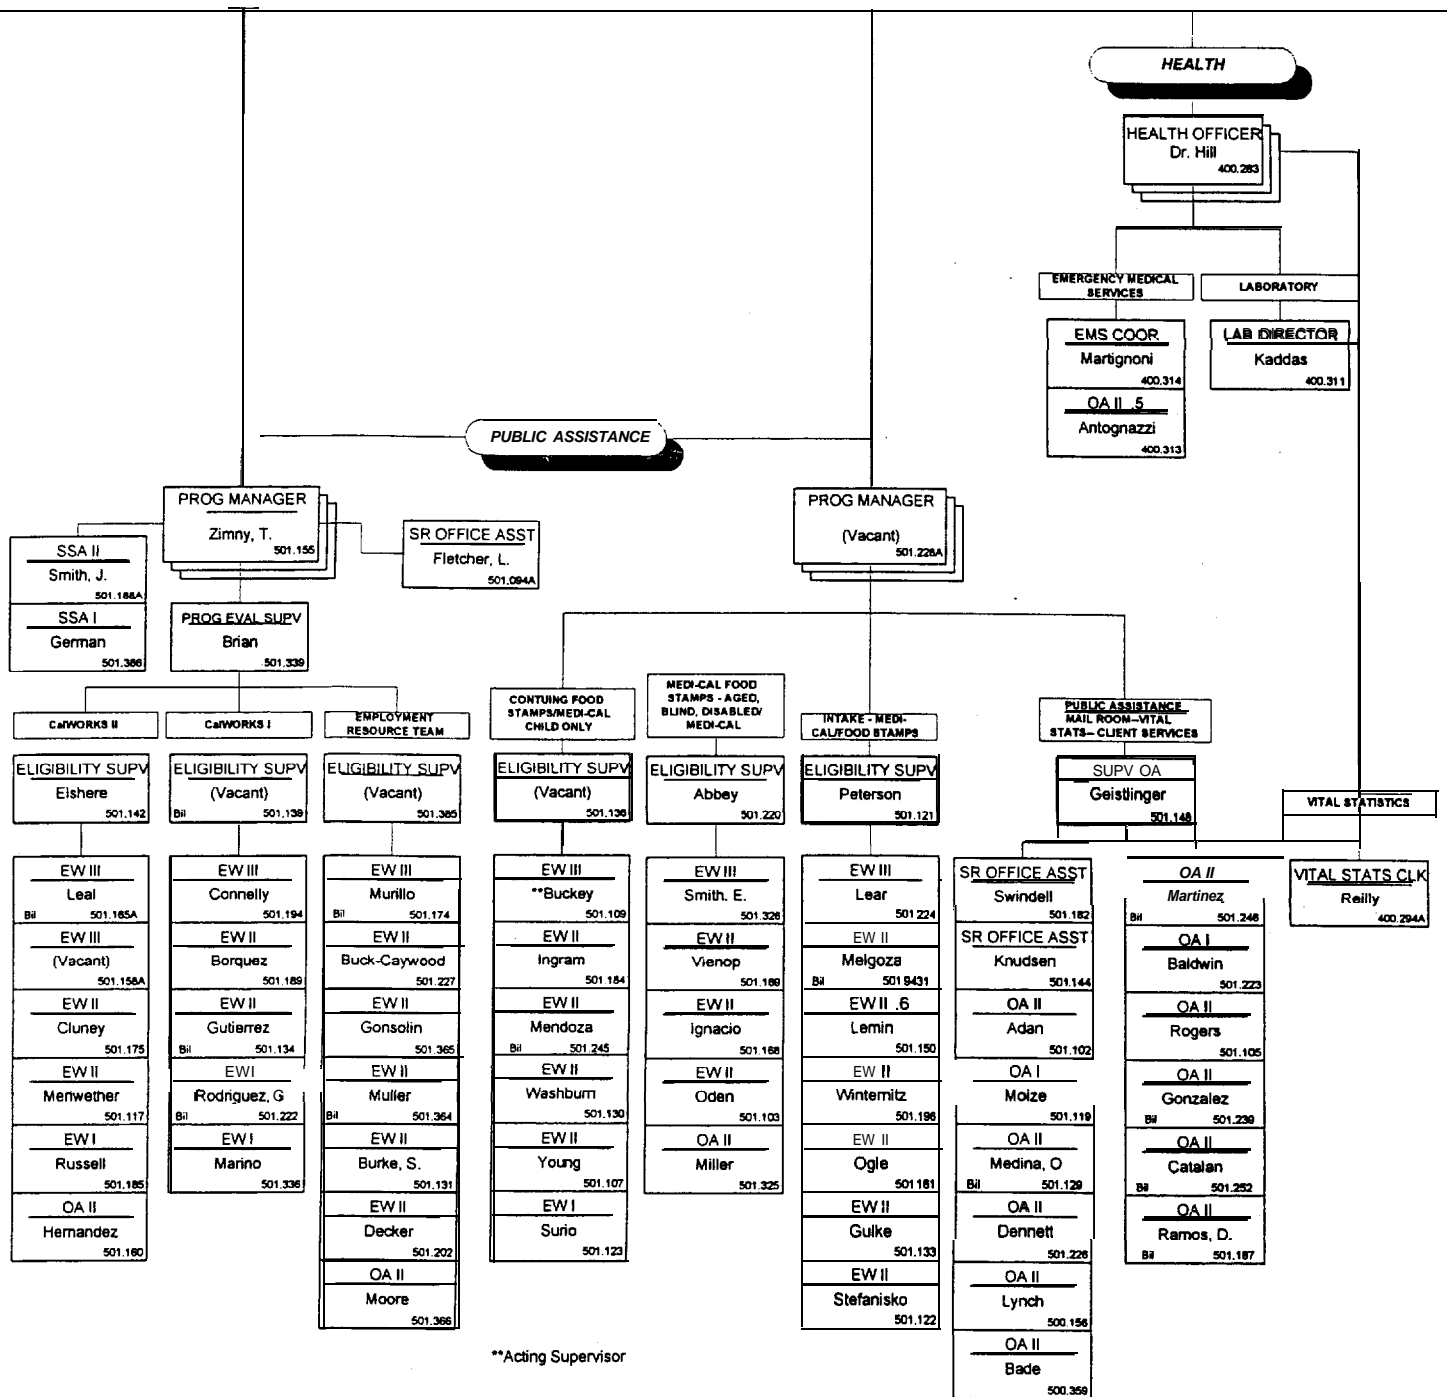 HEALTH
HEALTH OFFICER
Dr. Hill
400.283
EMERGENCY MEDICAL
SERVICES
LABORATORY
EMS COOR
Martignoni
400.314
OA II .5
Antognazzi
400.313
LAB DIRECTOR
Kaddas
400.311
PUBLIC ASSISTANCE
PROG MANAGER
Zimny, T.
501.155
SR OFFICE ASST
Fletcher, L.
501.094A
SSA II
Smith, J.
501.188A
SSA I
German
501.386
PROG EVAL SUPV
Brian
501.339
PROG MANAGER
(Vacant)
501.226A
CalWORKS II
ELIGIBILITY SUPV
Elshere
501.142
EW III
Leal
Bil 501.165A
EW III
(Vacant)
501.158A
EW II
Cluney
501.175
EW II
Meriwether
501.117
EW I
Russell
501.185
OA II
Hernandez
501.160
CalWORKS I
ELIGIBILITY SUPV
(Vacant)
Bil 501.139
EW III
Connelly
501.194
EW II
Borquez
501.189
EW II
Gutierrez
Bil 501.134
EWI
Rodriguez, G
Bil 501.222
EW I
Marino
501.336
EMPLOYMENT
RESOURCE TEAM
ELIGIBILITY SUPV
(Vacant)
501.385
EW III
Murillo
Bil 501.174
EW II
Buck-Caywood
501.227
EW II
Gonsolin
501.365
EW II
Muller
Bil 501.364
EW II
Burke, S.
501.131
EW II
Decker
501.202
OA II
Moore
501.366
CONTUING FOOD
STAMPS/MEDI-CAL
CHILD ONLY
ELIGIBILITY SUPV
(Vacant)
501.136
EW III
**Buckey
501.109
EW II
Ingram
501.184
EW II
Mendoza
Bil 501.245
EW II
Washburn
501.130
EW II
Young
501.107
EW I
Surio
501.123
MEDI-CAL FOOD
STAMPS - AGED,
BLIND, DISABLED/
MEDI-CAL
ELIGIBILITY SUPV
Abbey
501.220
EW III
Smith. E.
501.326
EW II
Vienop
501.169
EW II
Ignacio
501.168
EW II
Oden
501.103
OA II
Miller
501.325
INTAKE - MEDI-
CAL/FOOD STAMPS
ELIGIBILITY SUPV
Peterson
501.121
EW III
Lear
501 224
EW II
Melgoza
Bil 501 9431
EW II .6
Lemin
501.150
EW II
Winternitz
501.196
EW II
Ogle
501 161
EW II
Gulke
501.133
EW II
Stefanisko
501.122
PUBLIC ASSISTANCE
MAIL ROOM--VITAL
STATS-- CLIENT SERVICES
SUPV OA
Geistlinger
501.148
SR OFFICE ASST
Swindell
501.182
SR OFFICE ASST
Knudsen
501.144
OA II
Adan
501.102
OA I
Moize
501.119
OA II
Medina, O
Bil 501.129
OA II
Dennett
501.226
OA II
Lynch
500.156
OA II
Bade
500.359
OA II
Martinez
Bil 501.246
OA I
Baldwin
501.223
OA II
Rogers
501.105
OA II
Gonzalez
Bil 501.239
OA II
Catalan
Bil 501.252
OA II
Ramos, D.
Bil 501.187
VITAL STATISTICS
VITAL STATS CLK
Reilly
400.294A
**Acting Supervisor